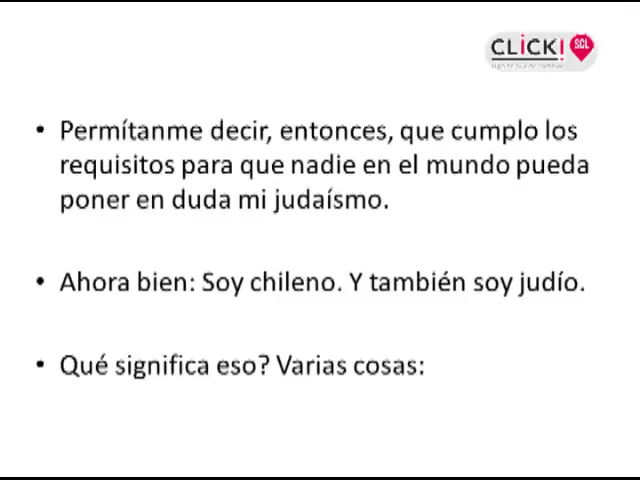 CLiCK!
SCL
• Permítanme decir, entonces, que cumplo los
requisitos para que nadie en el mundo pueda
poner en duda mi judaísmo.
• Ahora bien: Soy chileno. Y también soy judío.
• Qué significa eso? Varias cosas: